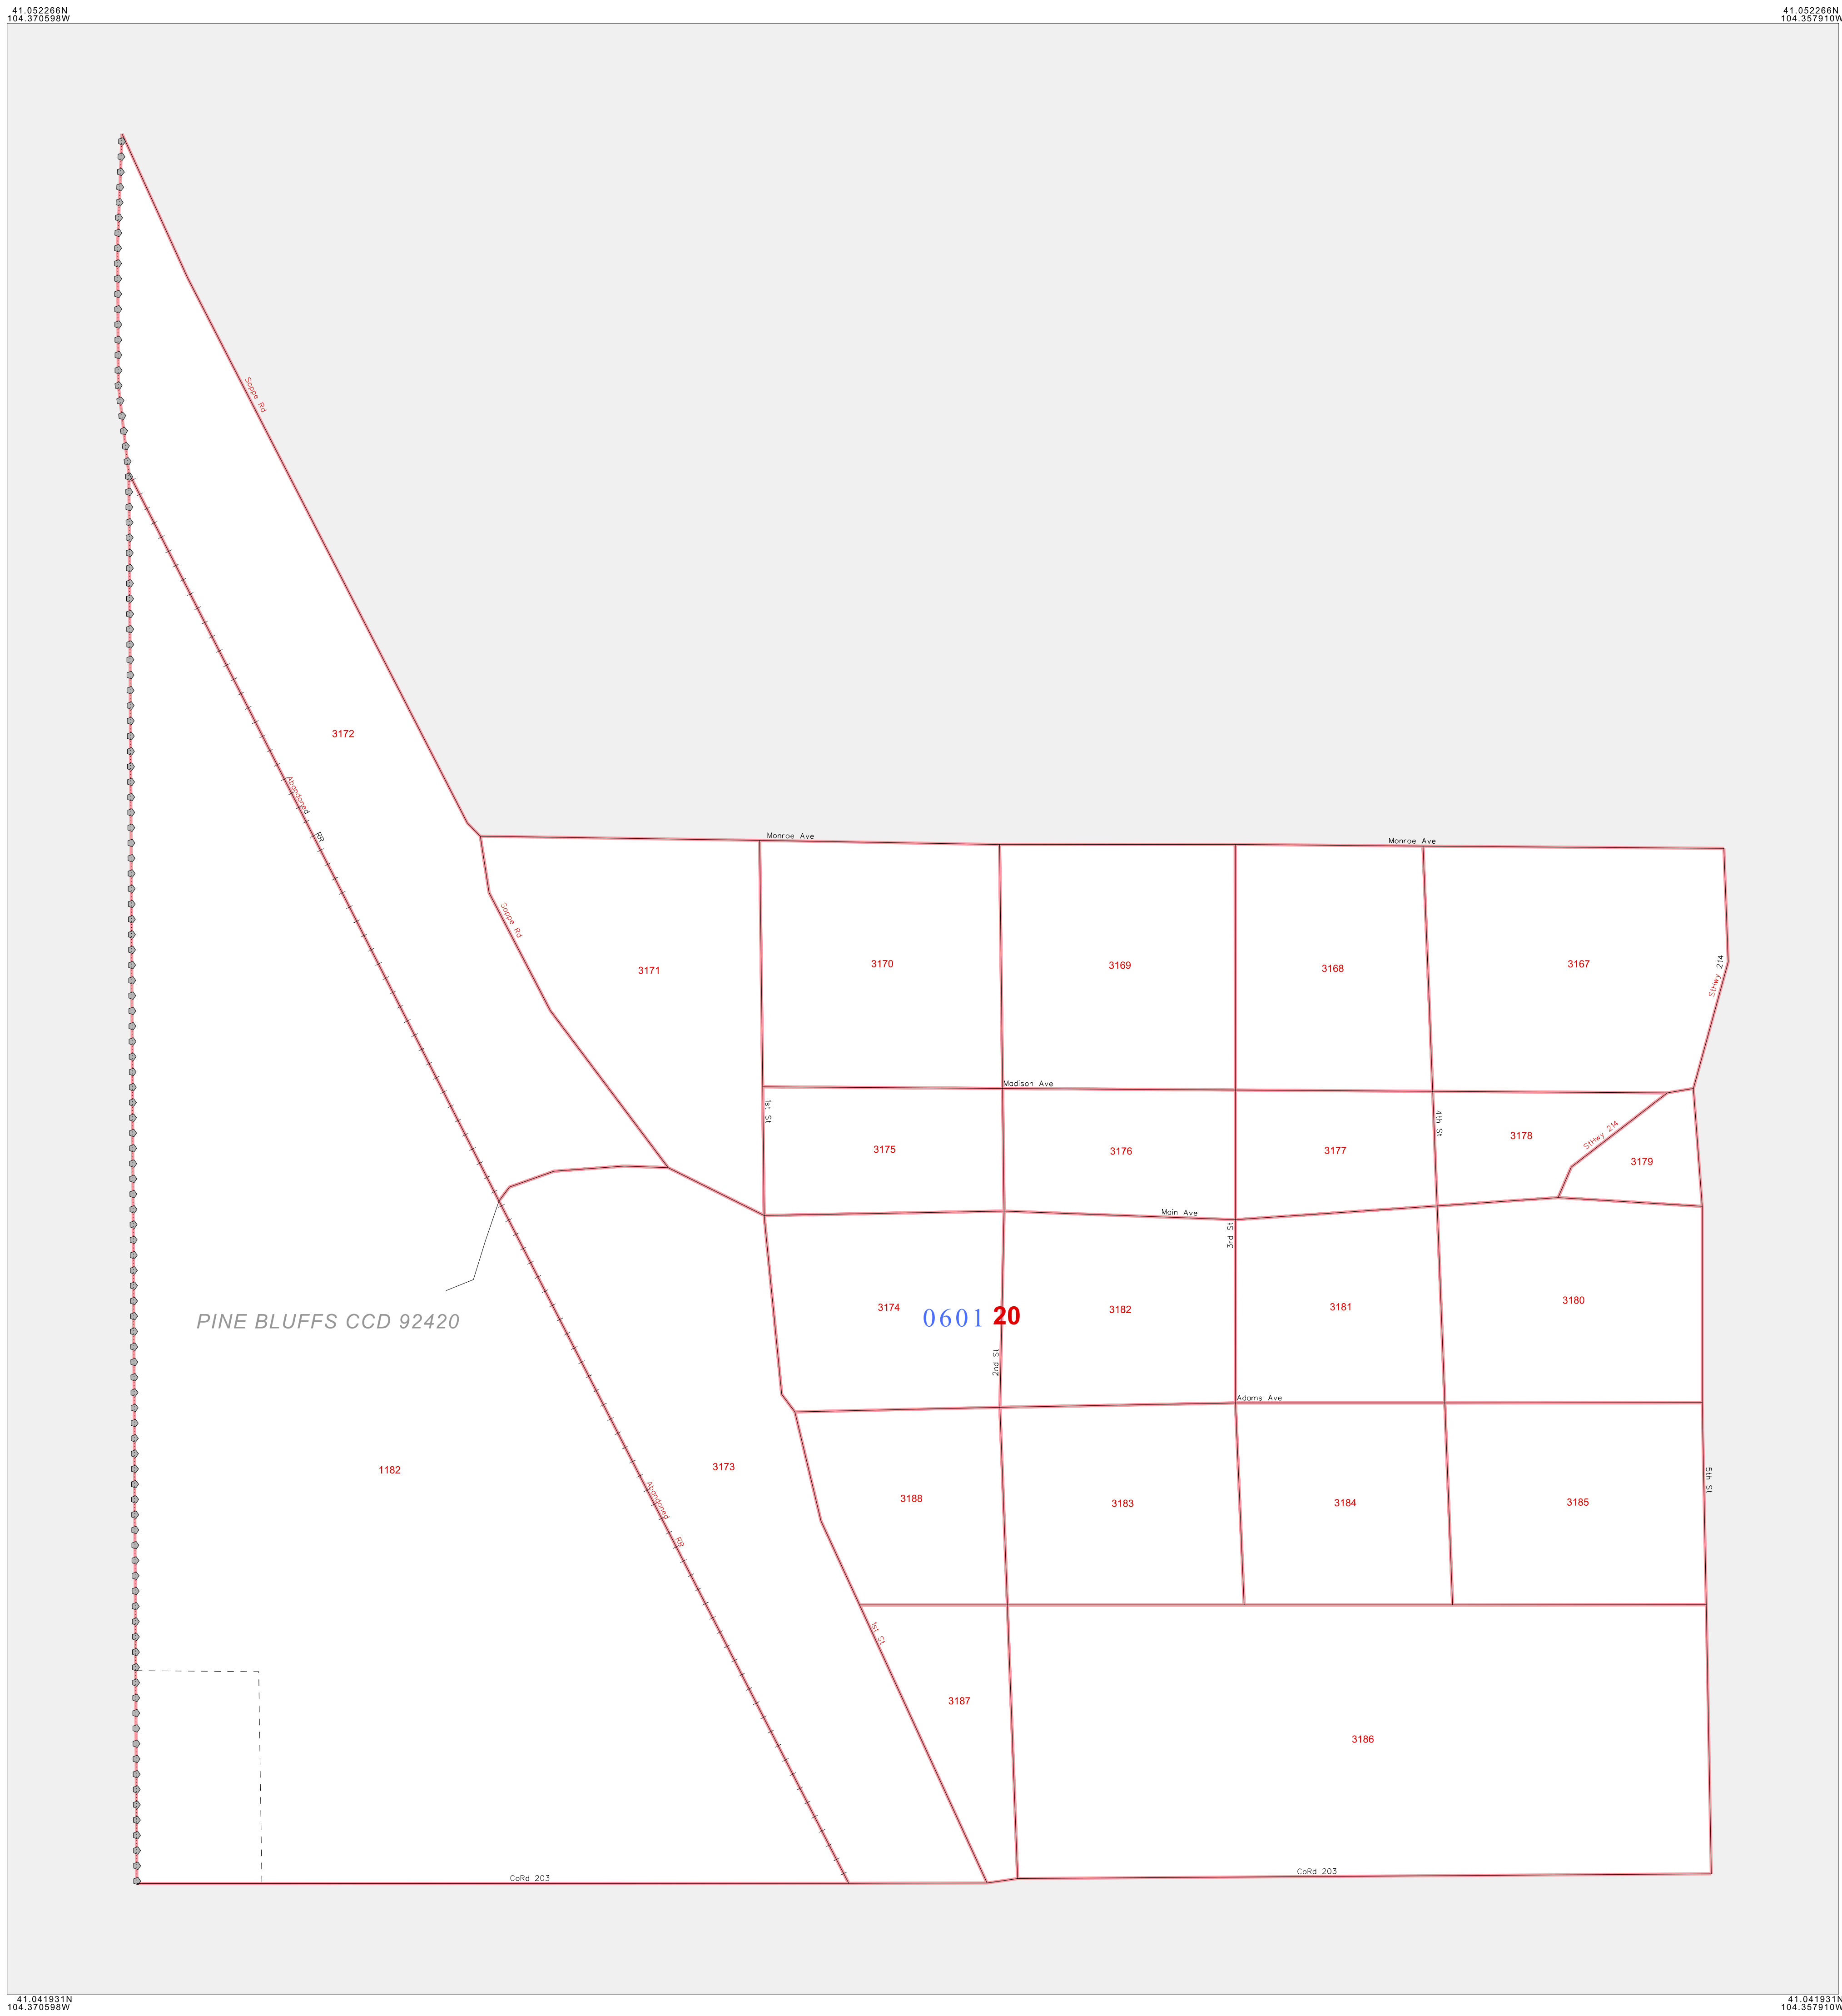 41.052266N
104.370598W
41.052266N
104.357910W
Soppe Rd
3172
Abandoned RR
Monroe Ave
Monroe Ave
Soppe Rd
3171
3170
3169
3168
3167
StHwy 214
Madison Ave
1st St
4th St
StHwy 214
3175
3176
3177
3178
3179
Main Ave
3rd St
PINE BLUFFS CCD 92420
3174
0601
20
3182
3181
3180
2nd St
Adams Ave
1182
3173
Abandoned RR
3188
3183
3184
3185
5th St
1st St
3187
3186
CoRd 203
CoRd 203
41.041931N
104.370598W
41.041931N
104.357910W